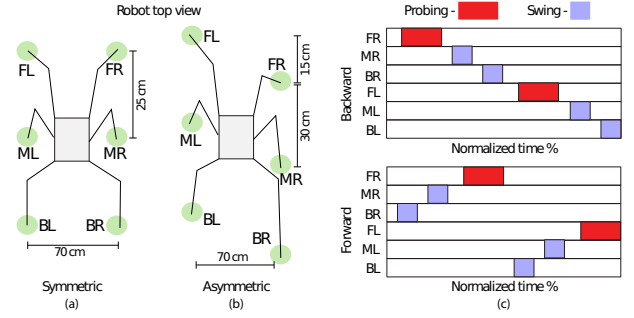 Robot top view
FL
FR
25 cm
ML
MR
BL
BR
70 cm
Symmetric
(a)
FL
15 cm
FR
30 cm
ML
MR
BL
BR
70 cm
Asymmetric
(b)
Probing - Swing -
Backward
FR
MR
BR
FL
ML
BL
Normalized time %
Forward
FR
MR
BR
FL
ML
BL
Normalized time %
(c)